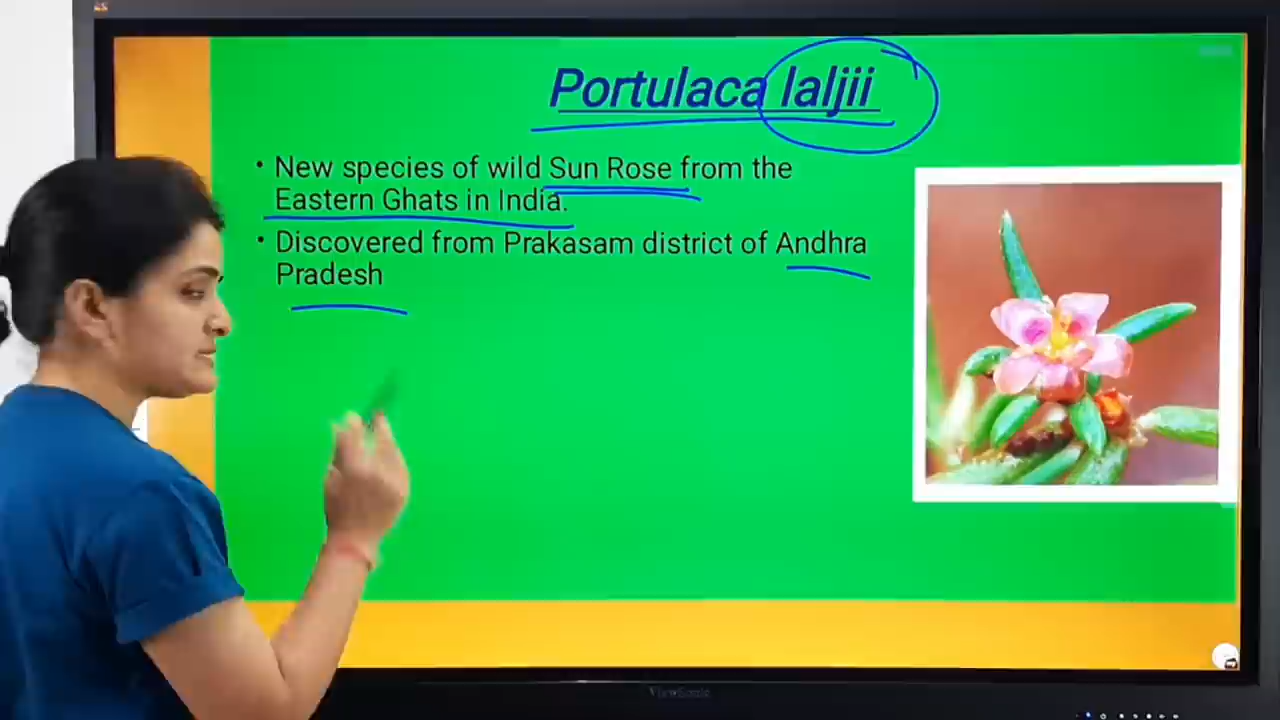 Portulaca laljii
• New species of wild Sun Rose from the
Eastern Ghats in India.
• Discovered from Prakasam district of Andhra
Pradesh
ViewSonic